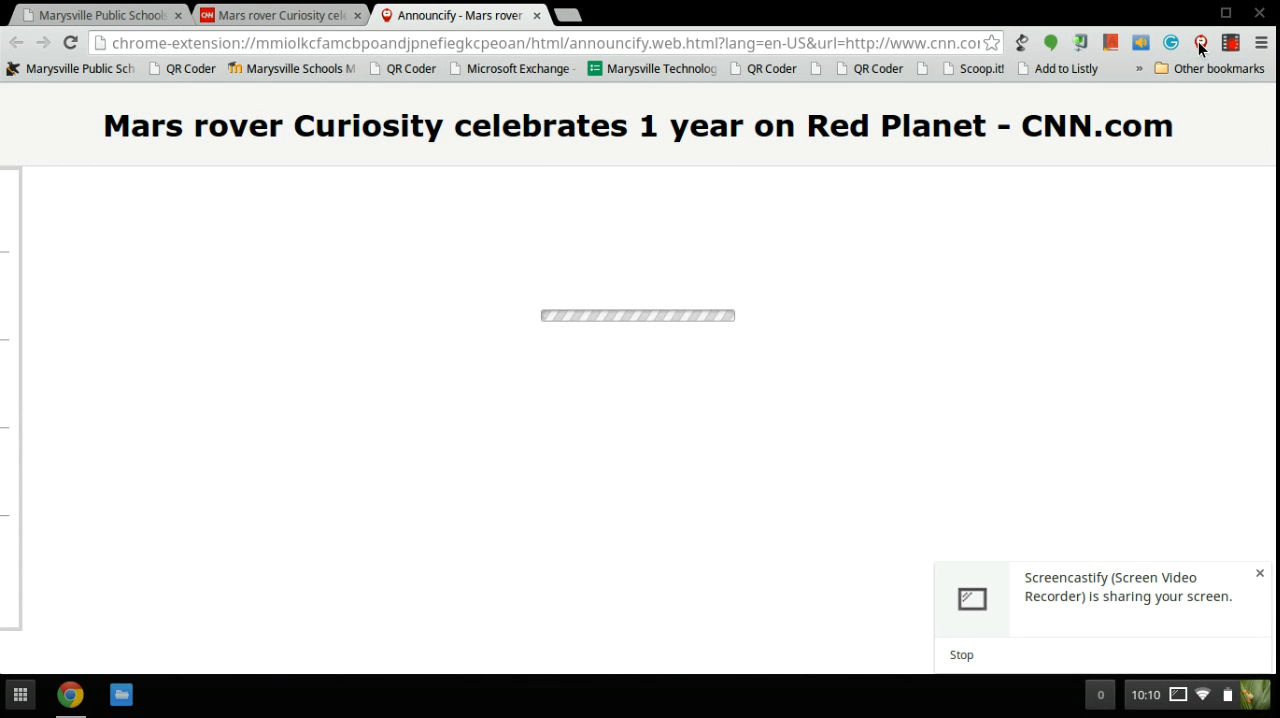 Marysville Public Schools
CNN Mars rover Curiosity cele
Announcify - Mars rover
chrome-extension://mmiolkcfamcbpoandjpnefiegkcpeoan/html/announcify.web.html?lang=en-US&url=http://www.cnn.com
Marysville Public Sch
QR Coder
Marysville Schools M
QR Coder
Microsoft Exchange -
Marysville Technolog
QR Coder
QR Coder
Scoop.it!
Add to Listly
»
Other bookmarks
Mars rover Curiosity celebrates 1 year on Red Planet - CNN.com
Screencastify (Screen Video
Recorder) is sharing your screen.
Stop
0
10:10